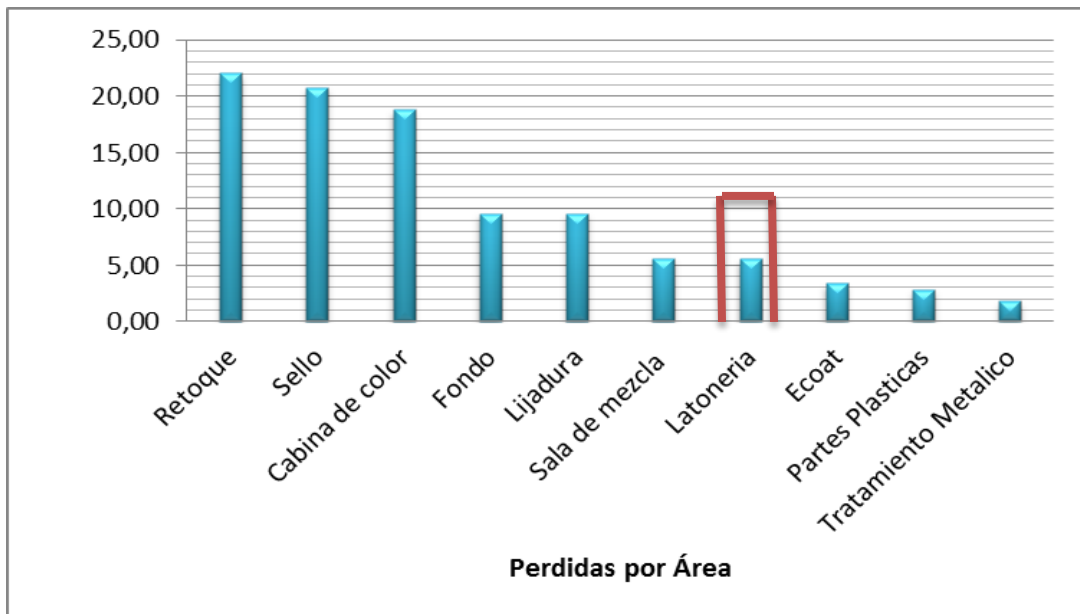 25,00
20,00
15,00
10,00
5,00
0,00
Retoque
Sello
Cabina de color
Fondo
Lijadura
Sala de mezcla
Latoneria
Ecoat
Partes Plasticas
Tratamiento Metalico
Perdidas por Área